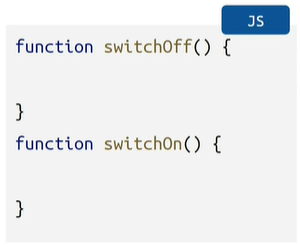 JS
function switchOff() {
}
function switchOn() {
}